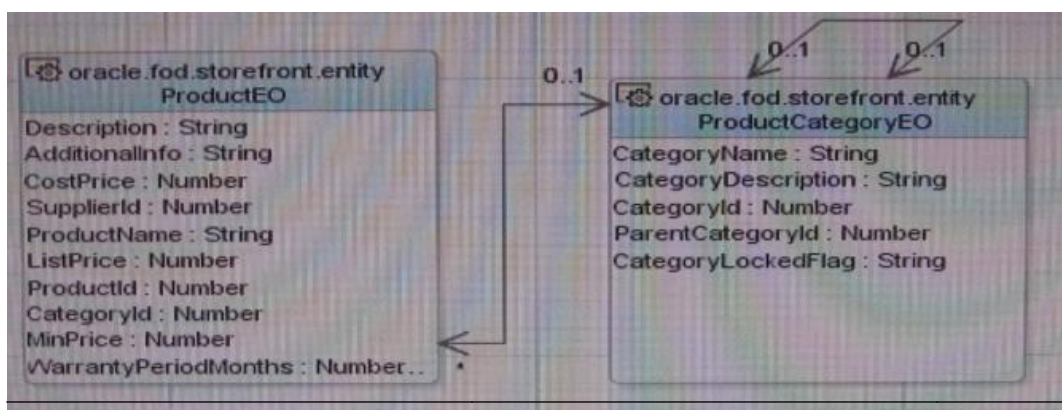 oracle.fod.storefront.entity
ProductEO
Description : String
AdditionalInfo : String
CostPrice : Number
SupplierId : Number
ProductName : String
ListPrice : Number
ProductId : Number
CategoryId : Number
MinPrice : Number
WarrantyPeriodMonths : Number..
0..1
*
0..1
0..1
oracle.fod.storefront.entity
ProductCategoryEO
CategoryName : String
CategoryDescription : String
CategoryId : Number
ParentCategoryId : Number
CategoryLockedFlag : String